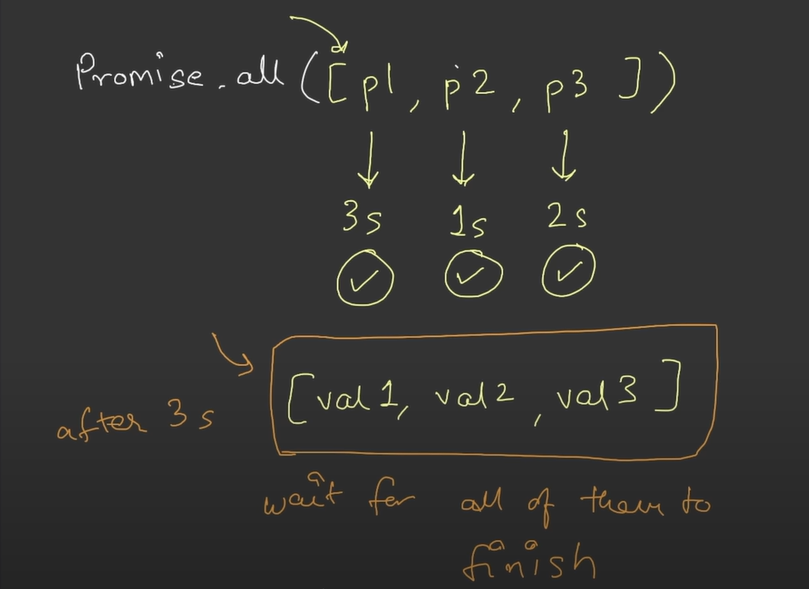 Promise.all([p1, p2, p3])
3s 1s 2s
[val1, val2, val3]
after 3s
wait for all of them to
finish